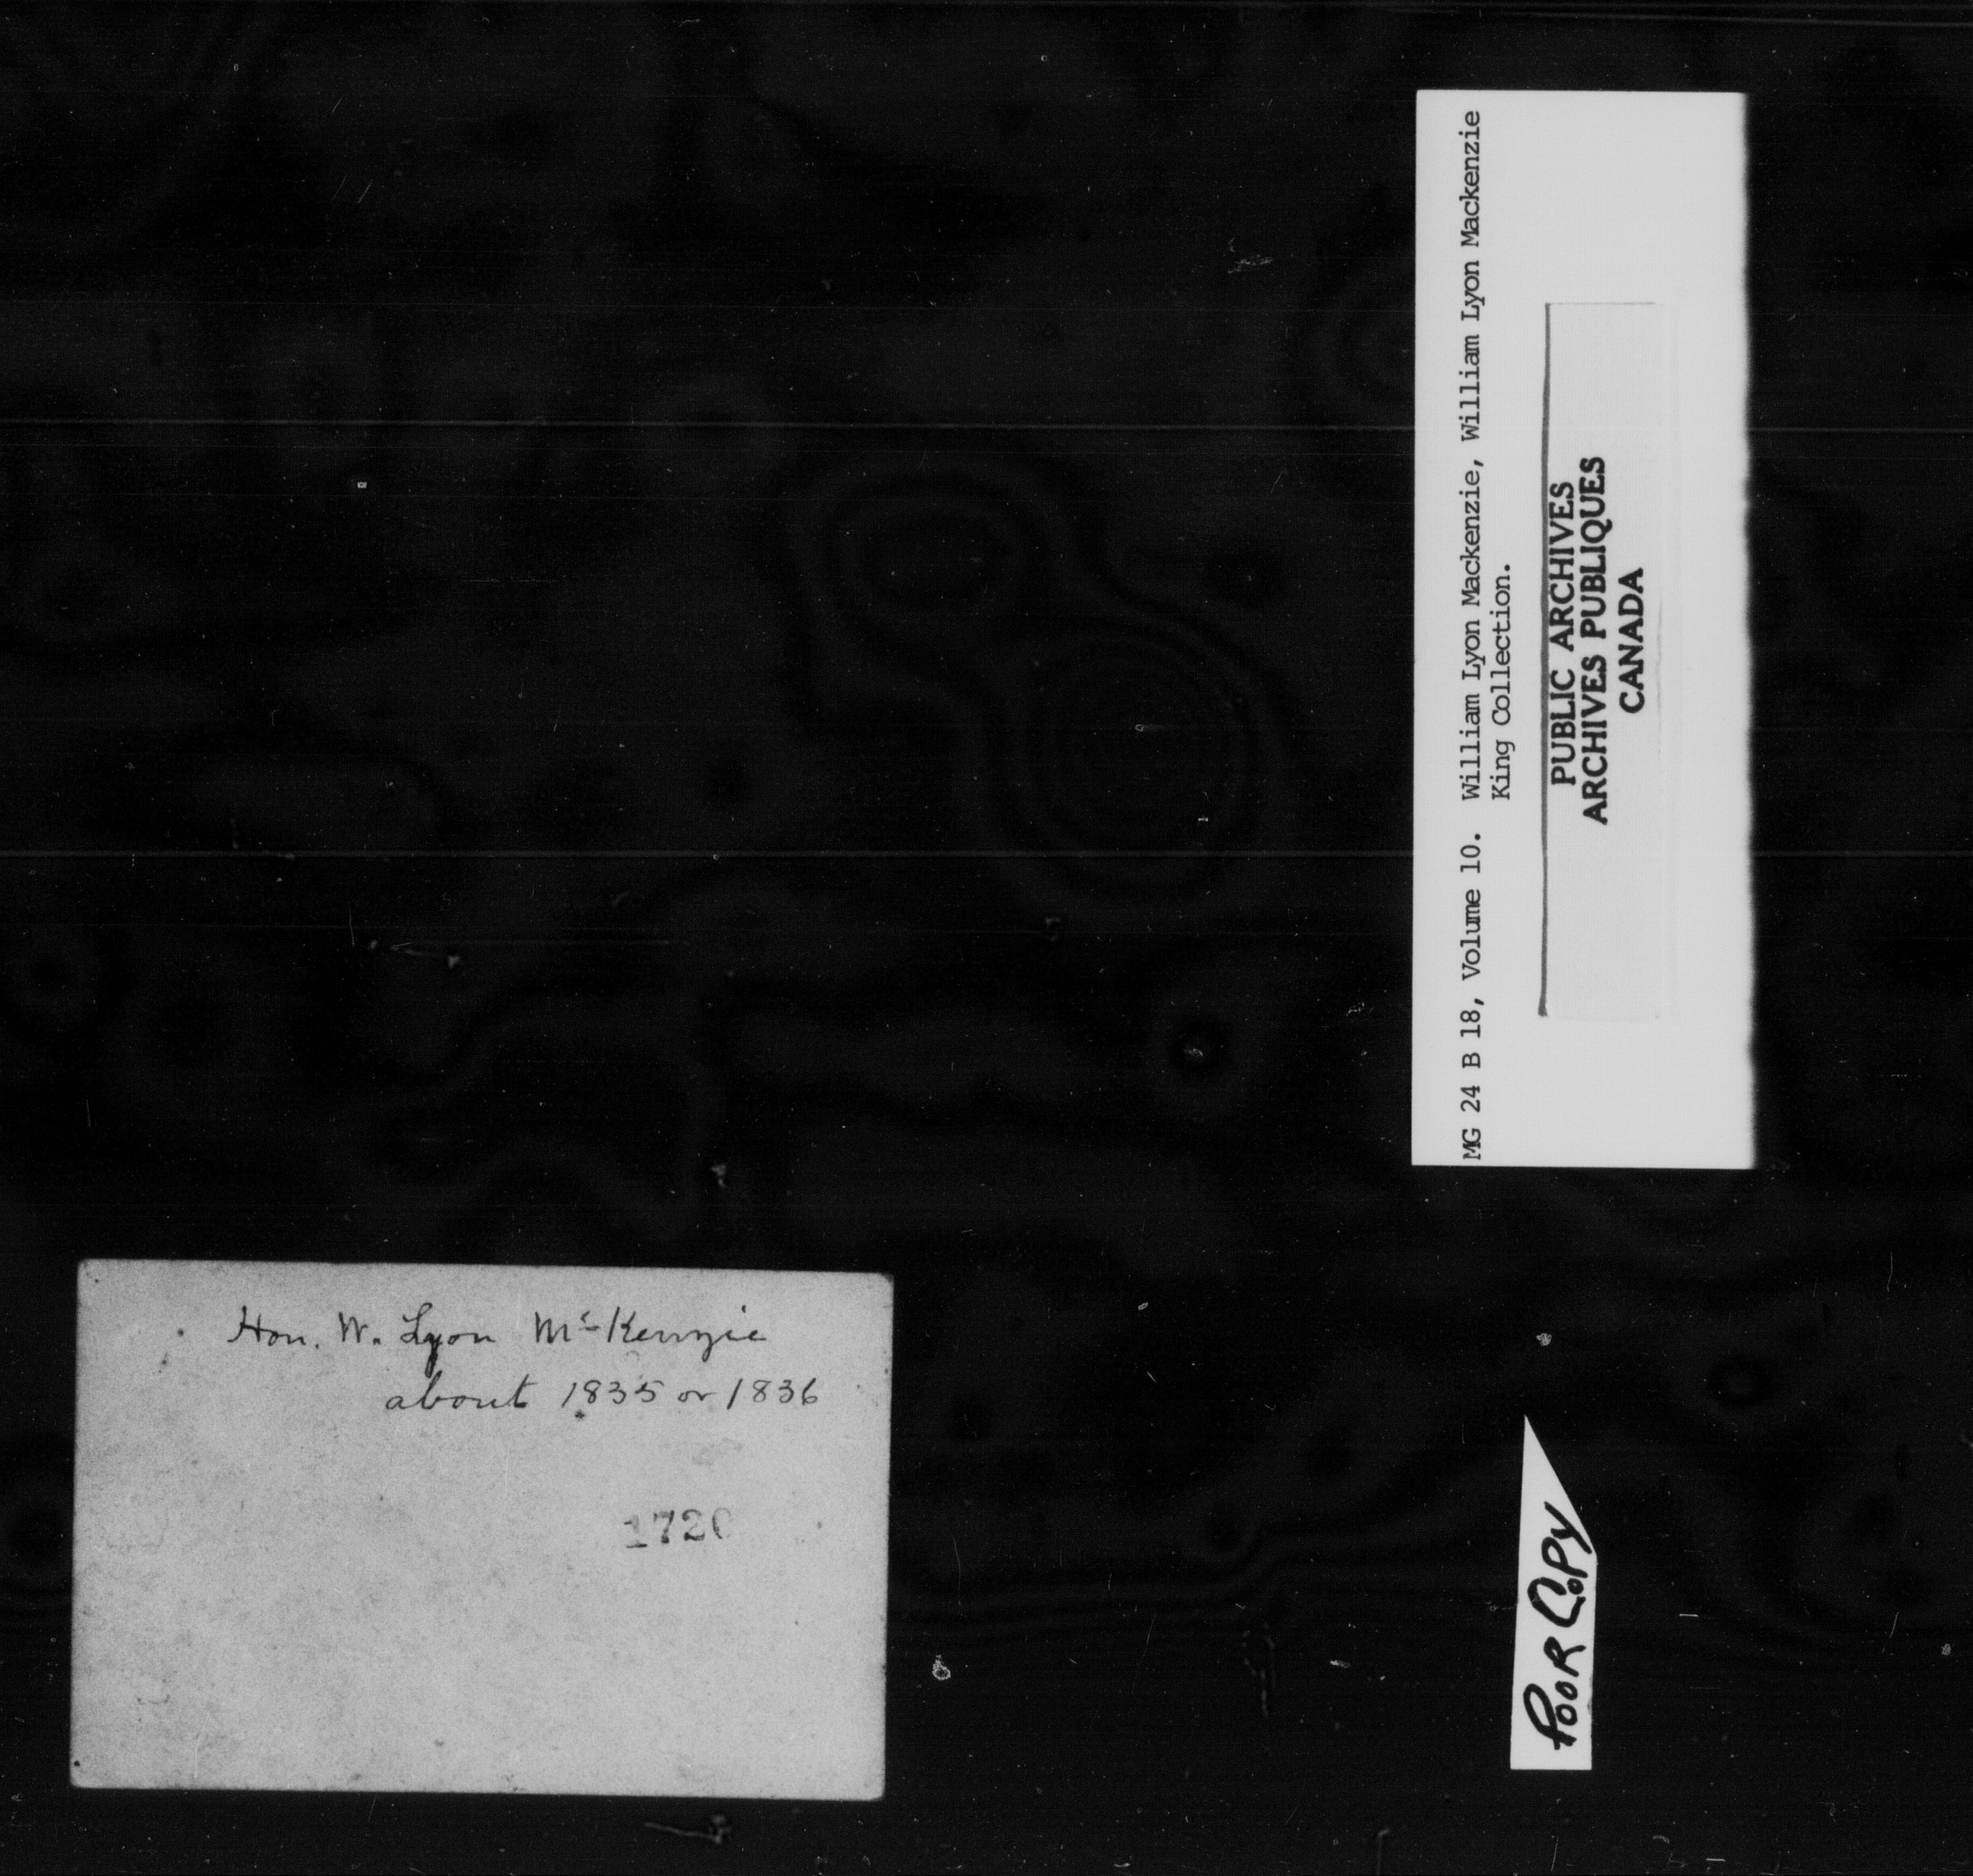 MG 24 B 18, Volume 10. William Lyon Mackenzie, William Lyon Mackenzie
King Collection.
PUBLIC ARCHIVES
ARCHIVES PUBLIQUES
CANADA
Hon. W. Lyon McKenzie
about 1835 or 1836
POOR COPY